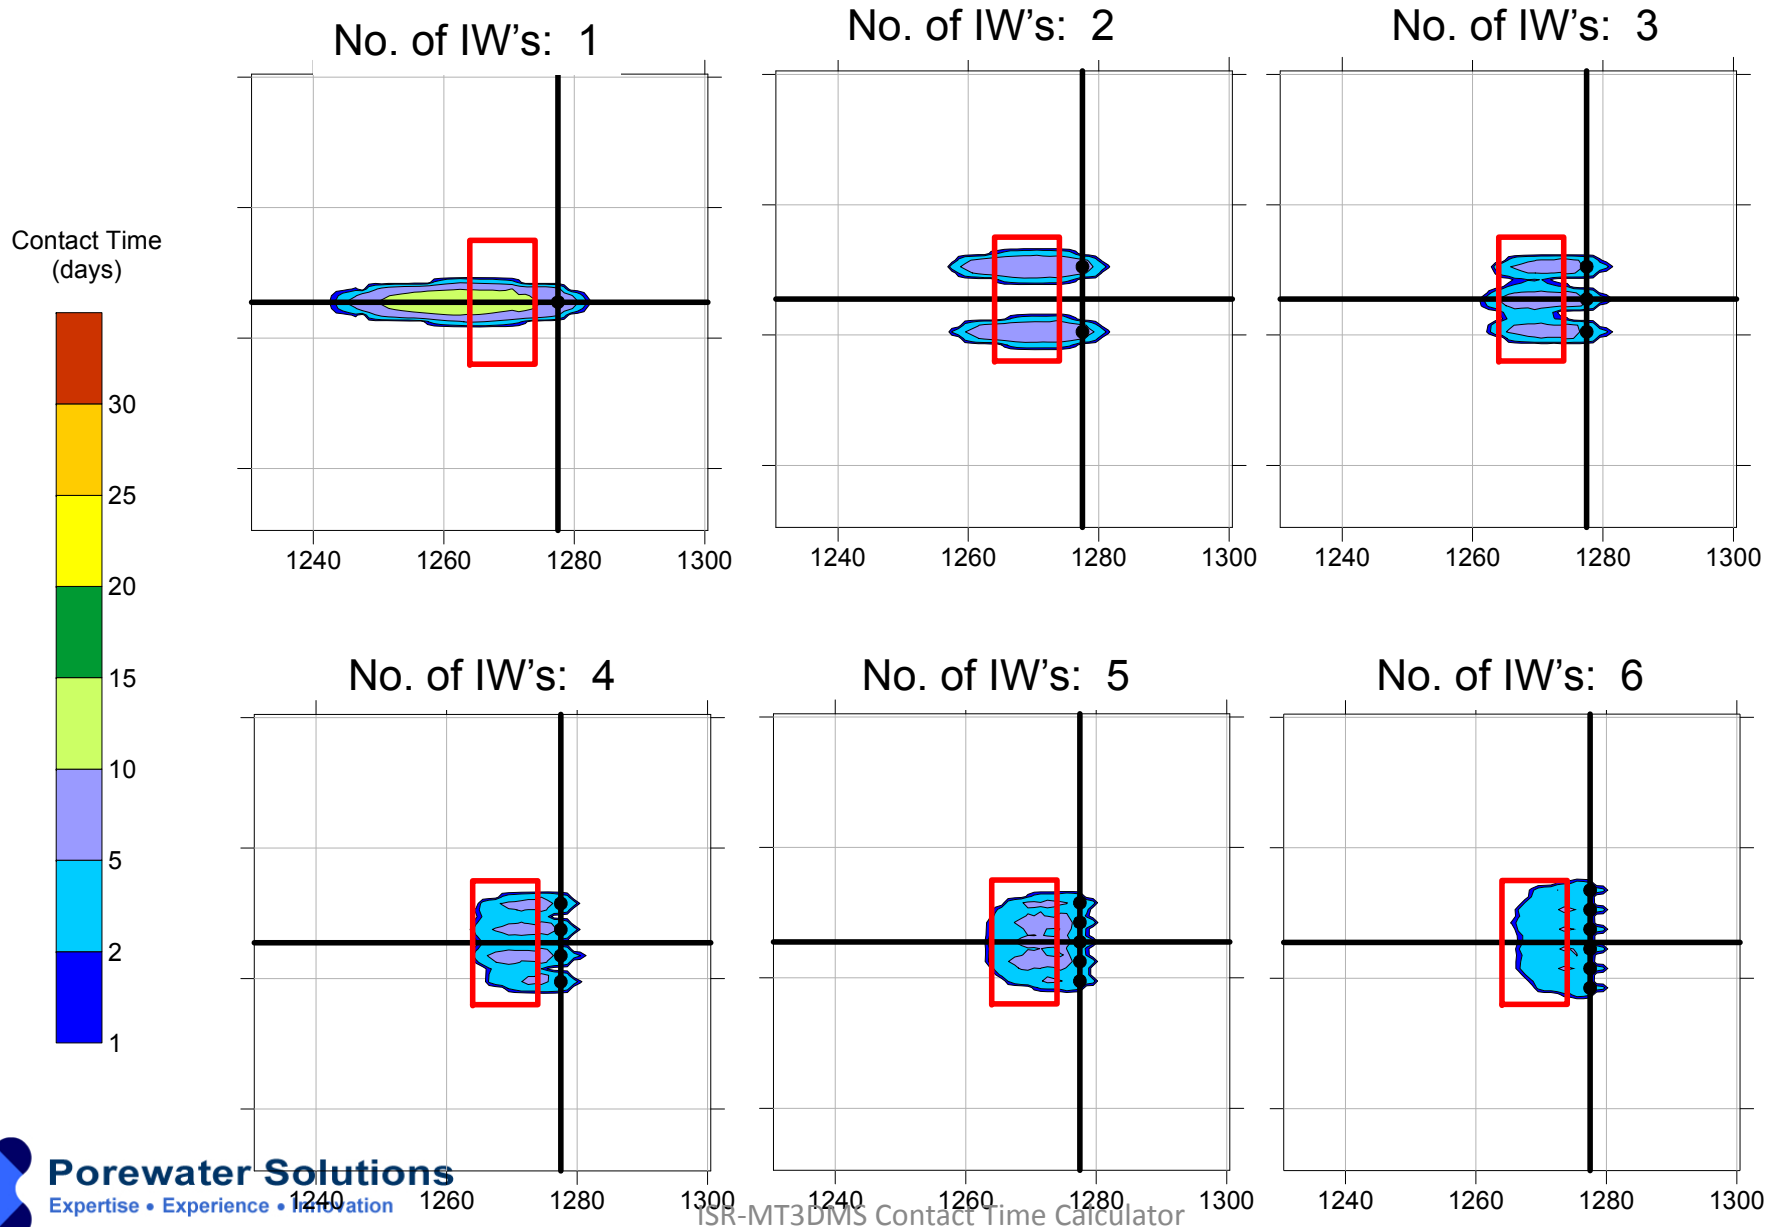 No. of IW's: 1
No. of IW's: 2
No. of IW's: 3
Contact Time
(days)
30
25
20
15
10
5
2
1
1240 1260 1280 1300
1240 1260 1280 1300
1240 1260 1280 1300
No. of IW's: 4
No. of IW's: 5
No. of IW's: 6
1240 1260 1280 1300
1240 1260 1280 1300
1240 1260 1280 1300
Porewater Solutions
Expertise • Experience • Innovation
ISR-MT3DMS Contact Time Calculator